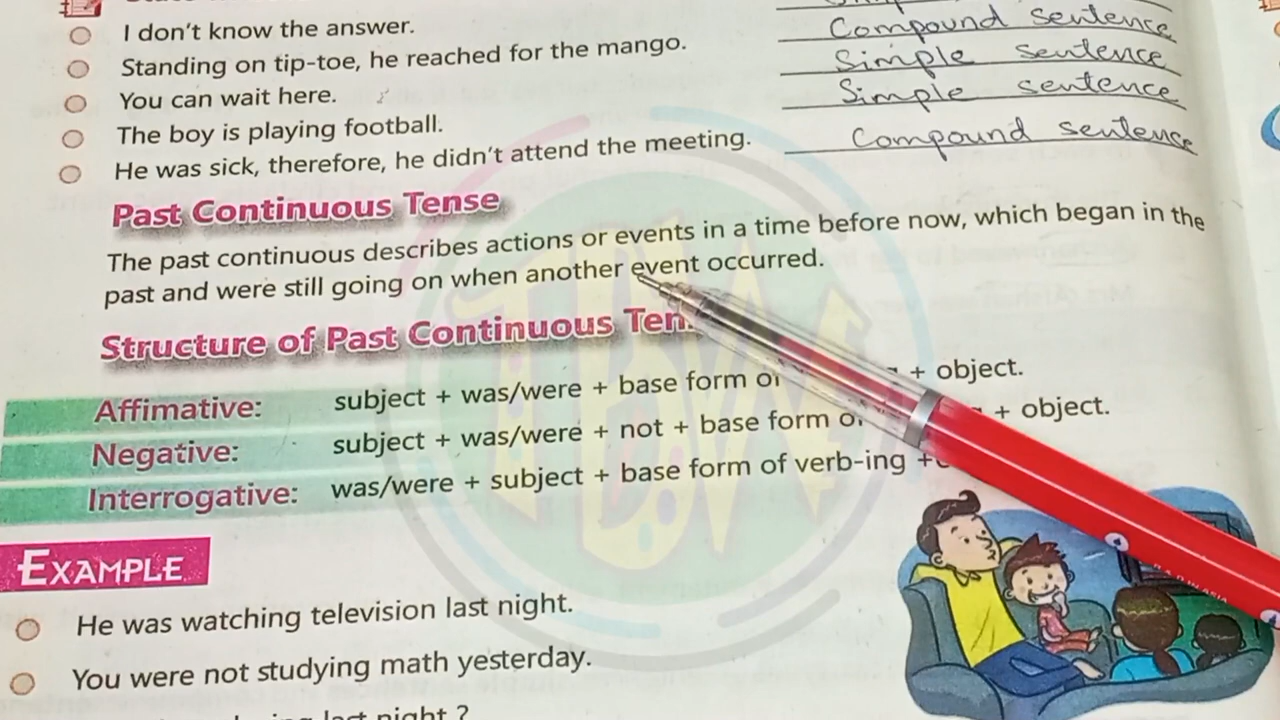 I don't know the answer.
Standing on tip-toe, he reached for the mango. Compound sentence
You can wait here. Simple sentence
The boy is playing football. Simple sentence
He was sick, therefore, he didn't attend the meeting. Compound sentence
Past Continuous Tense
The past continuous describes actions or events in a time before now, which began in the
past and were still going on when another event occurred.
Structure of Past Continuous
Affimative: subject + was/were + base form + object.
Negative: subject + was/were + not + base form + object.
Interrogative: was/were + subject + base form of verb-ing +
EXAMPLE
He was watching television last night.
You were not studying math yesterday.
last night ?